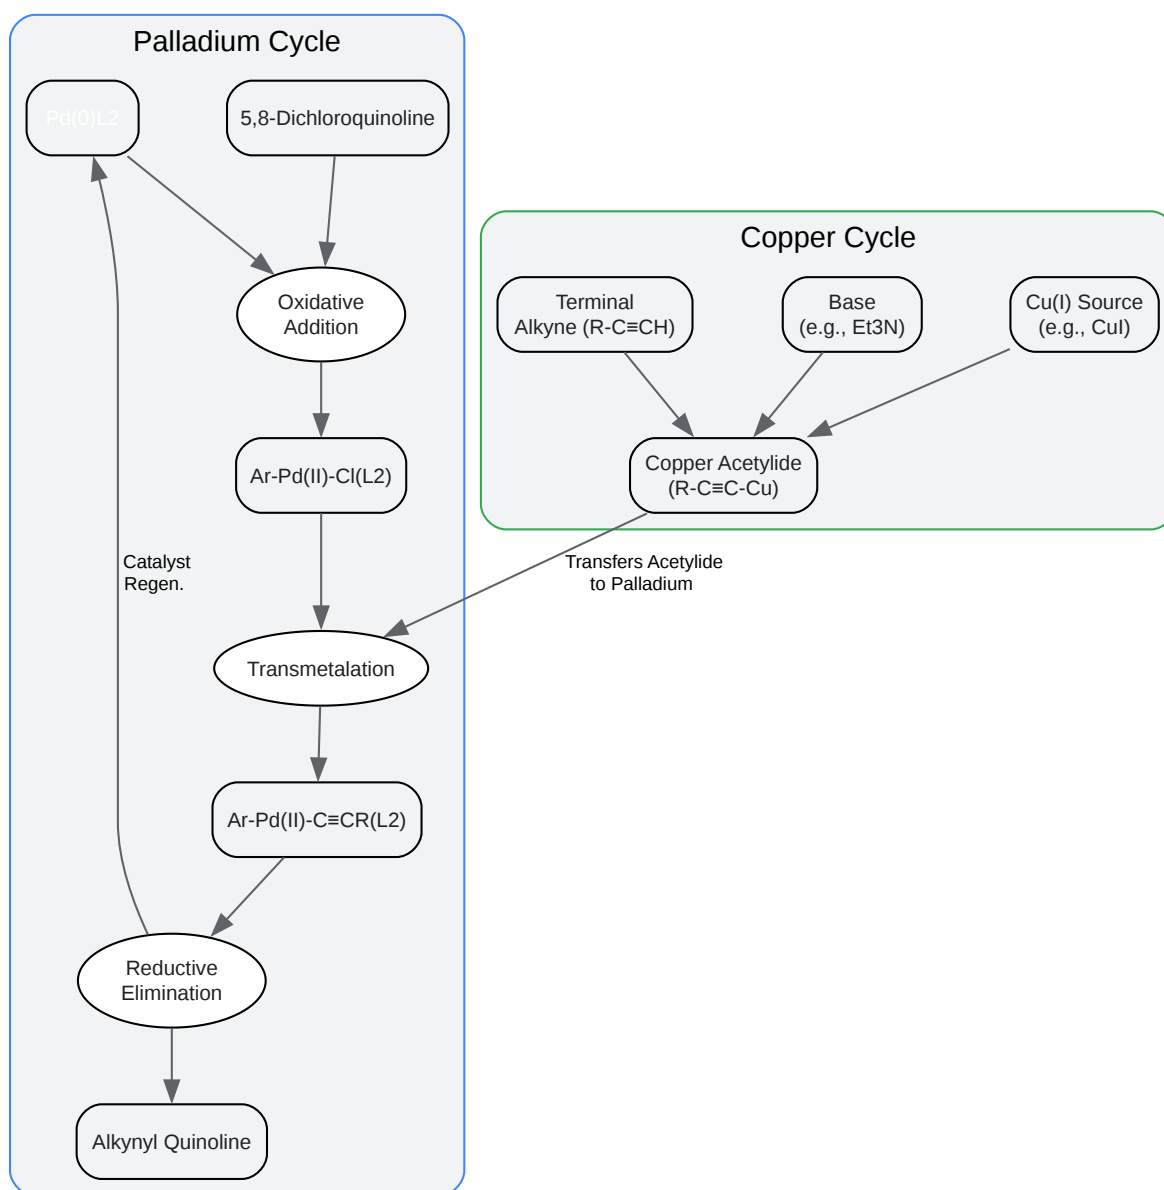 Palladium Cycle
Pd(0)L2
5,8-Dichloroquinoline
Copper Cycle
Oxidative
Addition
Terminal
Alkyne (R-C≡CH)
Base
(e.g., Et3N)
Cu(I) Source
(e.g., CuI)
Ar-Pd(II)-Cl(L2)
Copper Acetylide
(R-C≡C-Cu)
Catalyst
Regen.
Transfers Acetylide
to Palladium
Transmetalation
Ar-Pd(II)-C≡CR(L2)
Reductive
Elimination
Alkynyl Quinoline